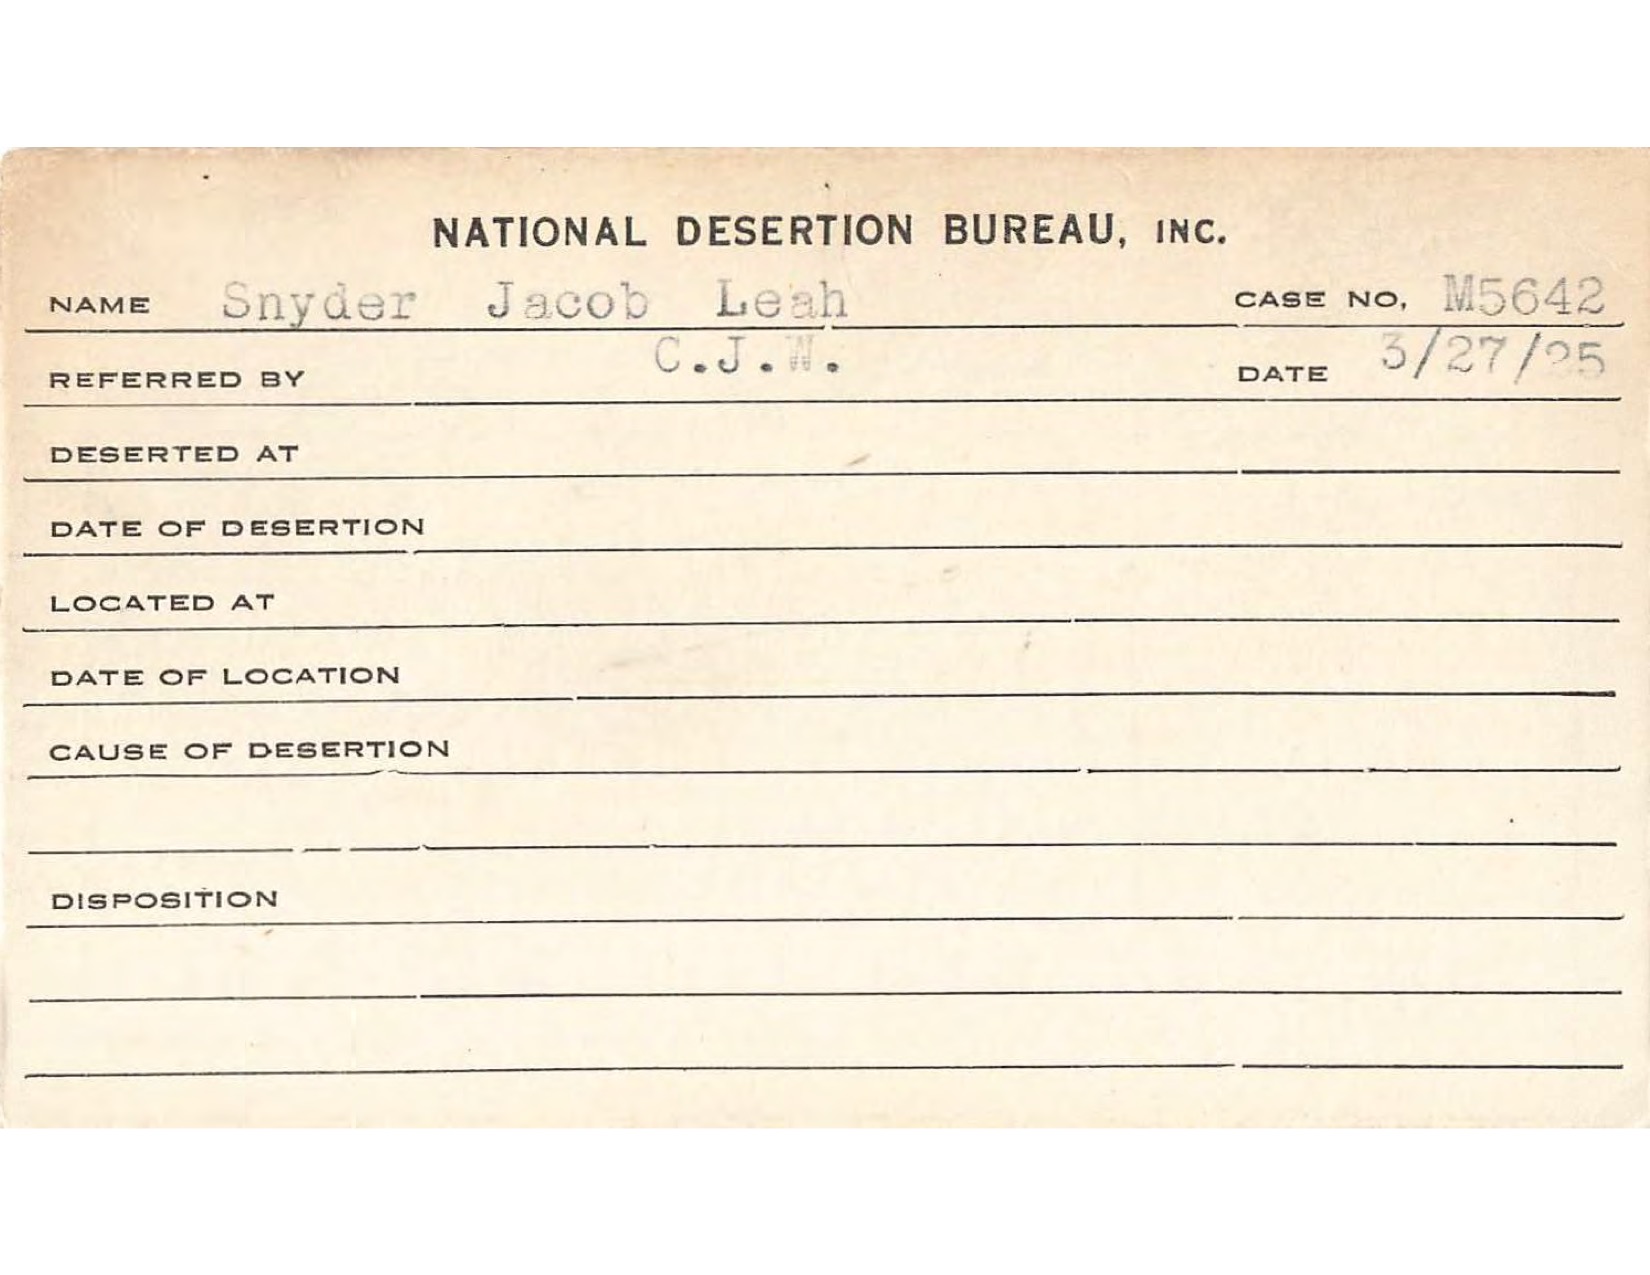 NATIONAL DESERTION BUREAU, INC.
NAME Snyder Jacob Leah CASE NO. M5642
REFERRED BY C.J.W. DATE 3/27/25
DESERTED AT
DATE OF DESERTION
LOCATED AT
DATE OF LOCATION
CAUSE OF DESERTION
DISPOSITION